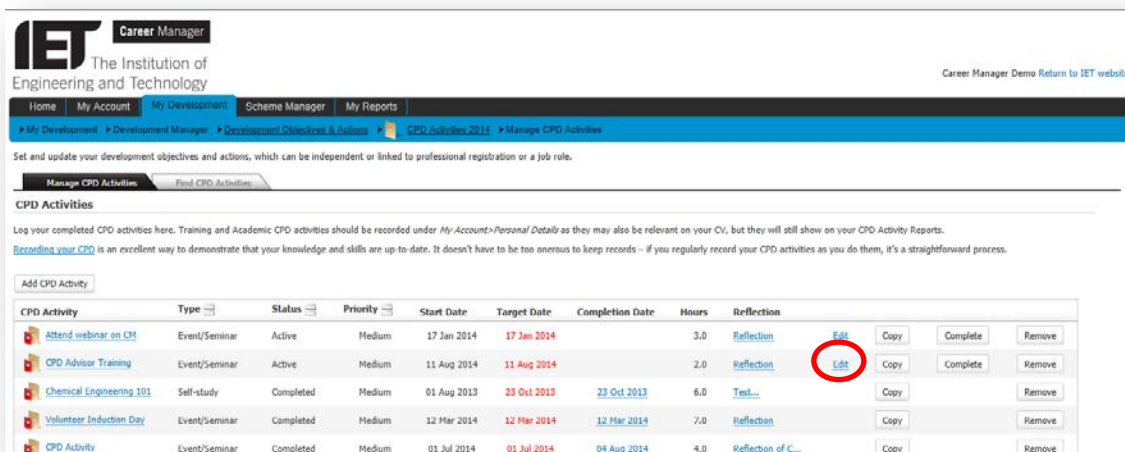 IET Career Manager
The Institution of
Engineering and Technology
Career Manager Demo Return to IET websit
Home My Account My Development Scheme Manager My Reports
My Development Development Manager Development Objectives & Actions CPD Activities 2014 Manage CPD Activities
Set and update your development objectives and actions, which can be independent or linked to professional registration or a job role.
Manage CPD Activities Find CPD Activities
CPD Activities
Log your completed CPD activities here. Training and Academic CPD activities should be recorded under My Account>Personal Details as they may also be relevant on your CV, but they will still show on your CPD Activity Reports.
Recording your CPD is an excellent way to demonstrate that your knowledge and skills are up-to-date. It doesn't have to be too onerous to keep records – if you regularly record your CPD activities as you do them, it's a straightforward process.
Add CPD Activity
CPD Activity Type Status Priority Start Date Target Date Completion Date Hours Reflection
Attend webinar on CM Event/Seminar Active Medium 17 Jan 2014 17 Jan 2014 3.0 Reflection Edit Copy Complete Remove
CPD Advisor Training Event/Seminar Active Medium 11 Aug 2014 11 Aug 2014 2.0 Reflection Edit Copy Complete Remove
Chemical Engineering 101 Self-study Completed Medium 01 Aug 2013 23 Oct 2013 23 Oct 2013 6.0 Test... Copy Remove
Volunteer Induction Day Event/Seminar Completed Medium 12 Mar 2014 12 Mar 2014 12 Mar 2014 7.0 Reflection Copy Remove
CPD Activity Event/Seminar Completed Medium 01 Jul 2014 01 Jul 2014 04 Aug 2014 4.0 Reflection of C... Copy Remove